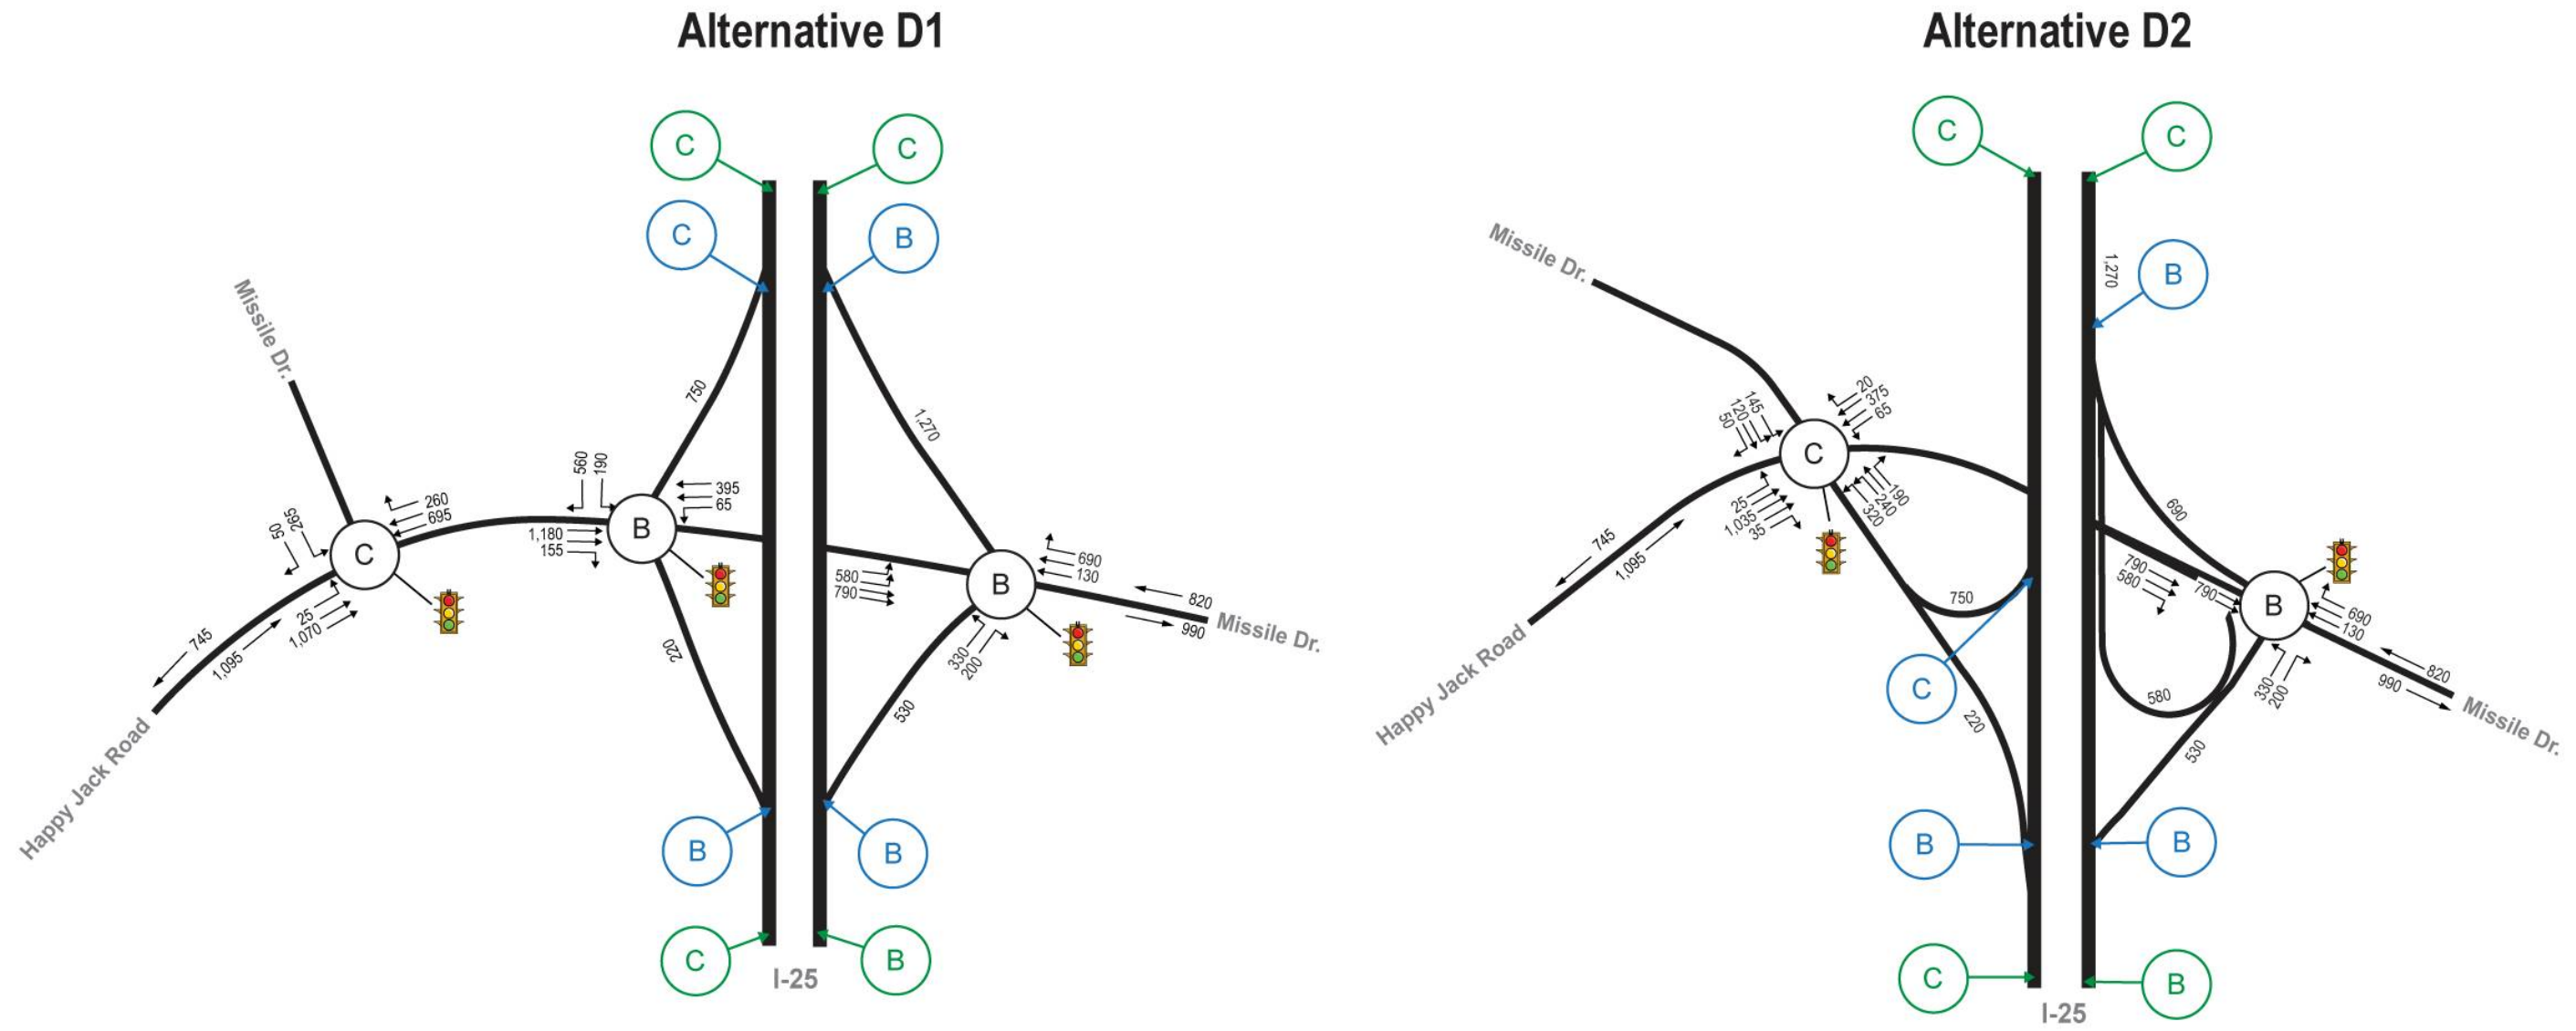 Alternative D1
C
C
C
B
Missile Dr.
750
1,270
560
190
395
65
260
695
265
50
C
B
1,180
155
B
690
130
580
790
820
990
Missile Dr.
25
1,070
745
1,095
220
330
200
530
Happy Jack Road
B
B
C
B
I-25
Alternative D2
C
C
Missile Dr.
1,270
B
20
375
65
145
120
50
C
190
240
320
25
1,035
35
690
745
1,095
790
580
790
B
690
130
750
820
990
Missile Dr.
330
200
580
Happy Jack Road
C
220
530
B
B
C
B
I-25